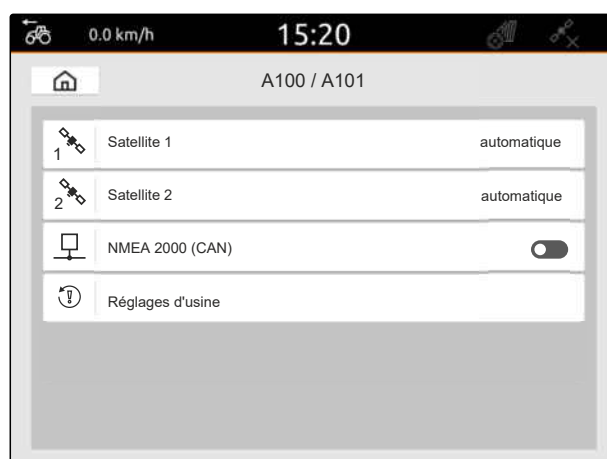 0.0 km/h 15:20
A100 / A101
1 Satellite 1 automatique
2 Satellite 2 automatique
NMEA 2000 (CAN)
Réglages d'usine